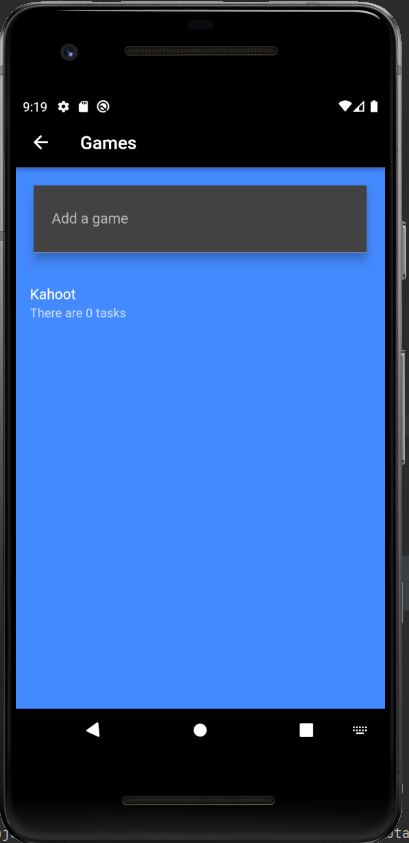 9:19
Games
Add a game
Kahoot
There are 0 tasks